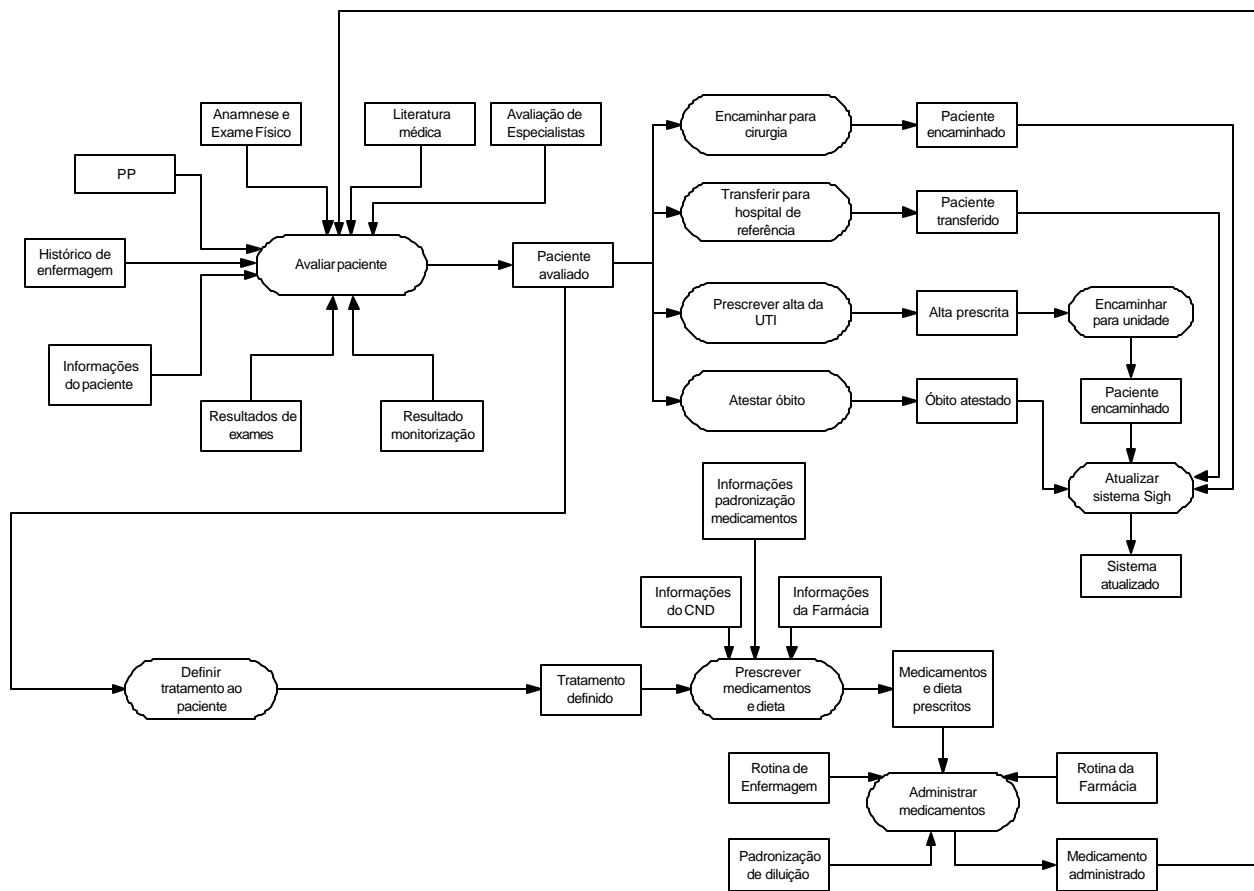 Anamnese e
Exame Físico
Literatura
médica
Avaliação de
Especialistas
Encaminhar para
cirurgia
Paciente
encaminhado
PP
Transferir para
hospital de
referência
Paciente
transferido
Histórico de
enfermagem
Avaliar paciente
Paciente
avaliado
Prescrever alta da
UTI
Alta prescrita
Encaminhar
para unidade
Informações
do paciente
Resultados de
exames
Resultado
monitorização
Atestar óbito
Óbito atestado
Paciente
encaminhado
Atualizar
sistema Sigh
Informações
padronização
medicamentos
Sistema
atualizado
Informações
do CND
Informações
da Farmácia
Definir
tratamento ao
paciente
Tratamento
definido
Prescrever
medicamentos
e dieta
Medicamentos
e dieta
prescritos
Rotina de
Enfermagem
Administrar
medicamentos
Rotina da
Farmácia
Padronização
de diluição
Medicamento
administrado